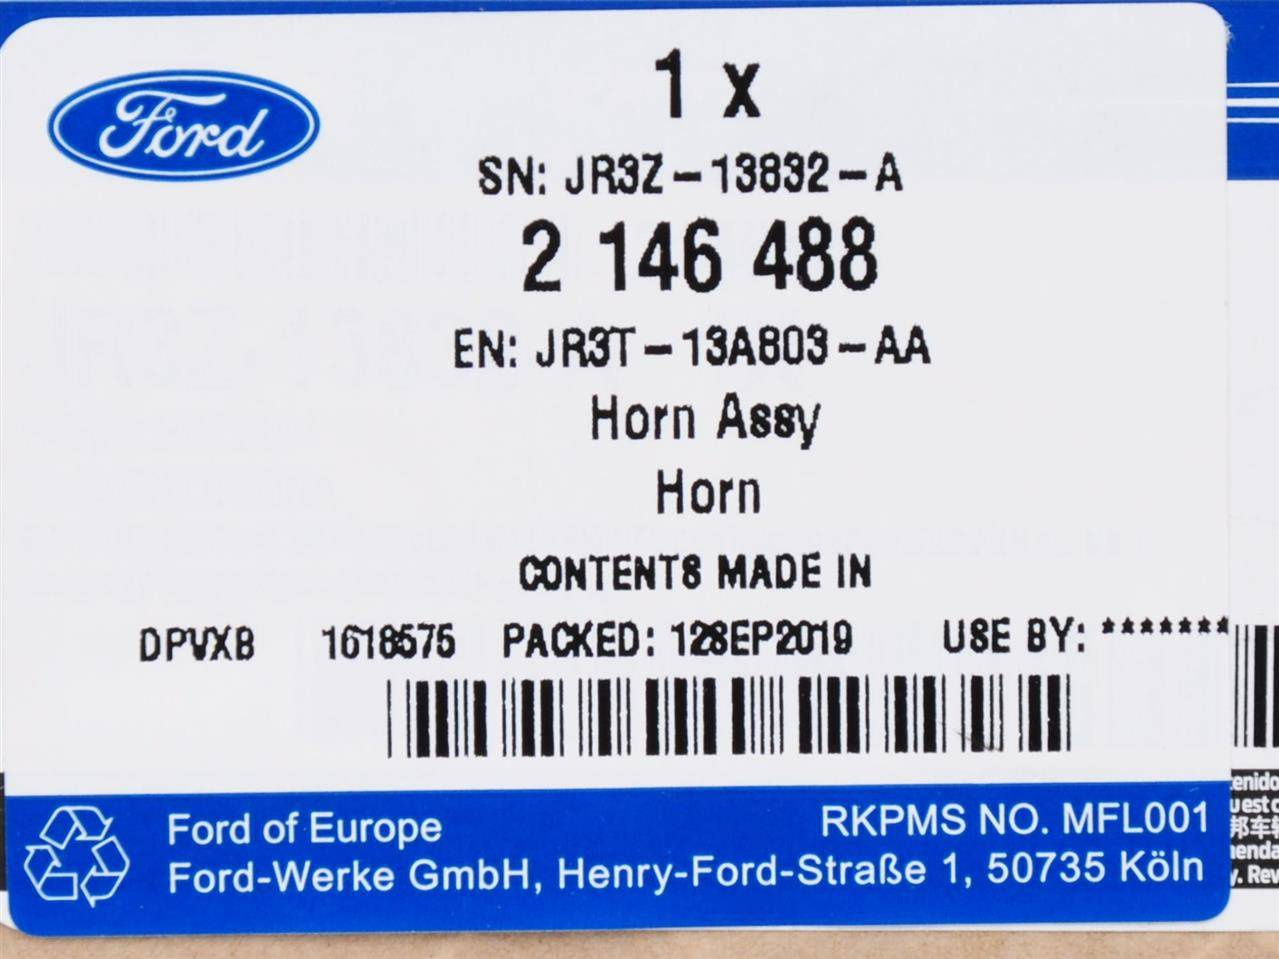 Ford
1 x
SN: JR3Z-13832-A
2 146 488
EN: JR3T-13A803-AA
Horn Assy
Horn
CONTENTS MADE IN
DPVXB 1618575 PACKED: 12SEP2019 USE BY: *******
Ford of Europe
RKPMS NO. MFL001
Ford-Werke GmbH, Henry-Ford-Straße 1, 50735 Köln